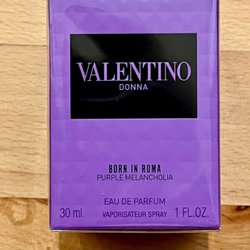 VALENTINO
DONNA
BORN IN ROMA
PURPLE MELANCHOLIA
EAU DE PARFUM
30 ml VAPORISATEUR SPRAY 1 FL.OZ.